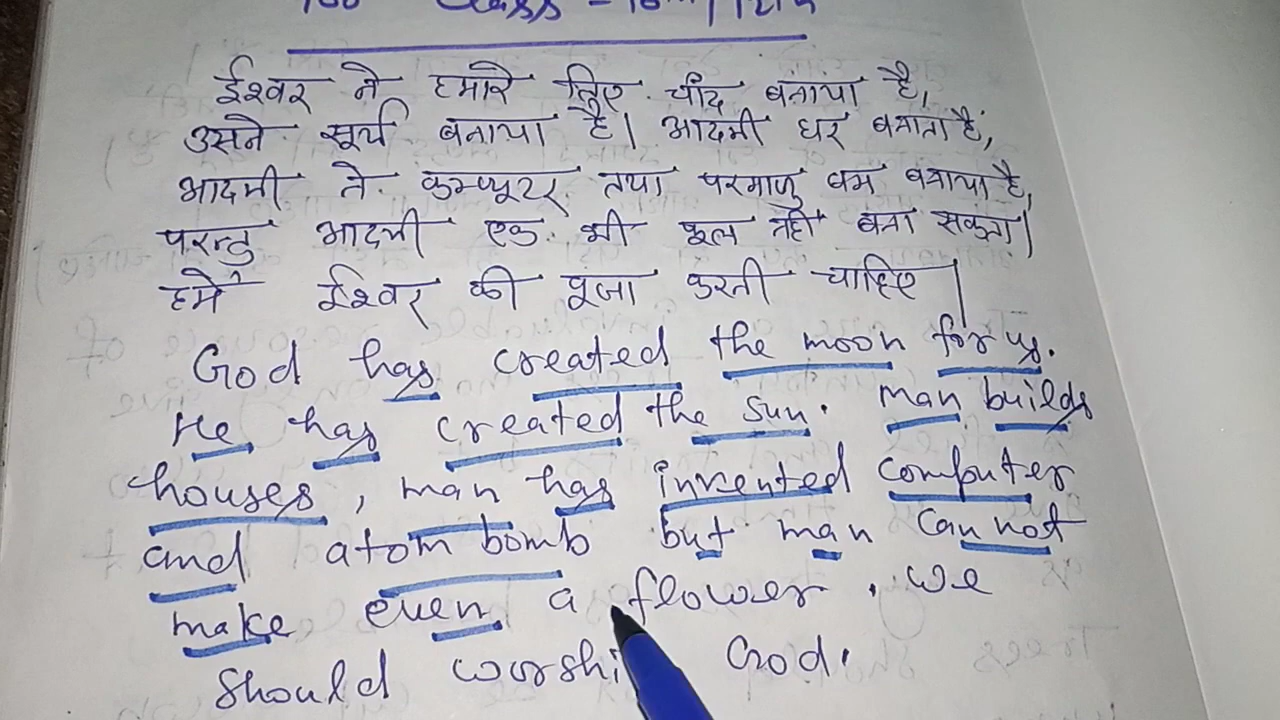 Class - 10th
ईश्वर ने हमारे लिए चाँद बनाया है,
उसने सूर्य बनाया है। आदमी घर बनाता है,
आदमी ने कम्प्यूटर तथा परमाणु बम बनाया है,
परन्तु आदमी एक भी फूल नहीं बना सकता।
हमें ईश्वर की पूजा करनी चाहिए।
God has created the moon for us.
He has created the sun. man builds
houses, man has invented computer
and atom bomb but man can not
make even a flower. we
should worshi God.